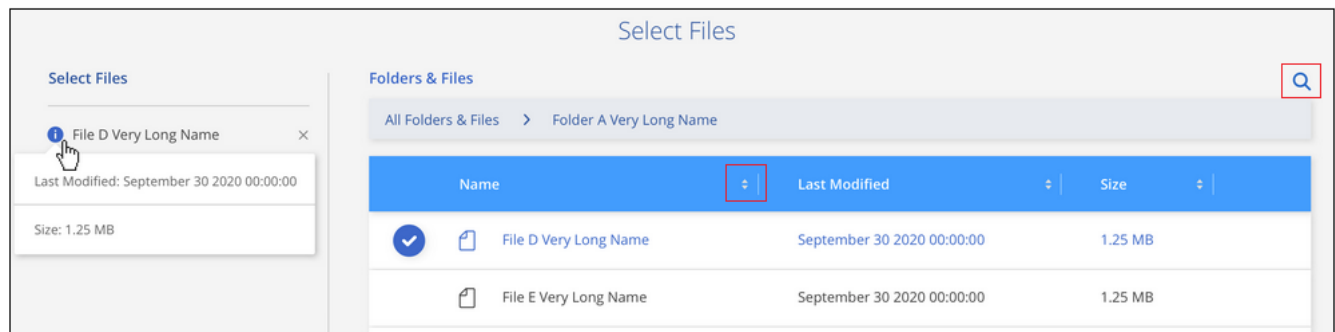 Select Files
Select Files
File D Very Long Name
Last Modified: September 30 2020 00:00:00
Size: 1.25 MB
Folders & Files
All Folders & Files > Folder A Very Long Name
Name Last Modified Size
File D Very Long Name September 30 2020 00:00:00 1.25 MB
File E Very Long Name September 30 2020 00:00:00 1.25 MB